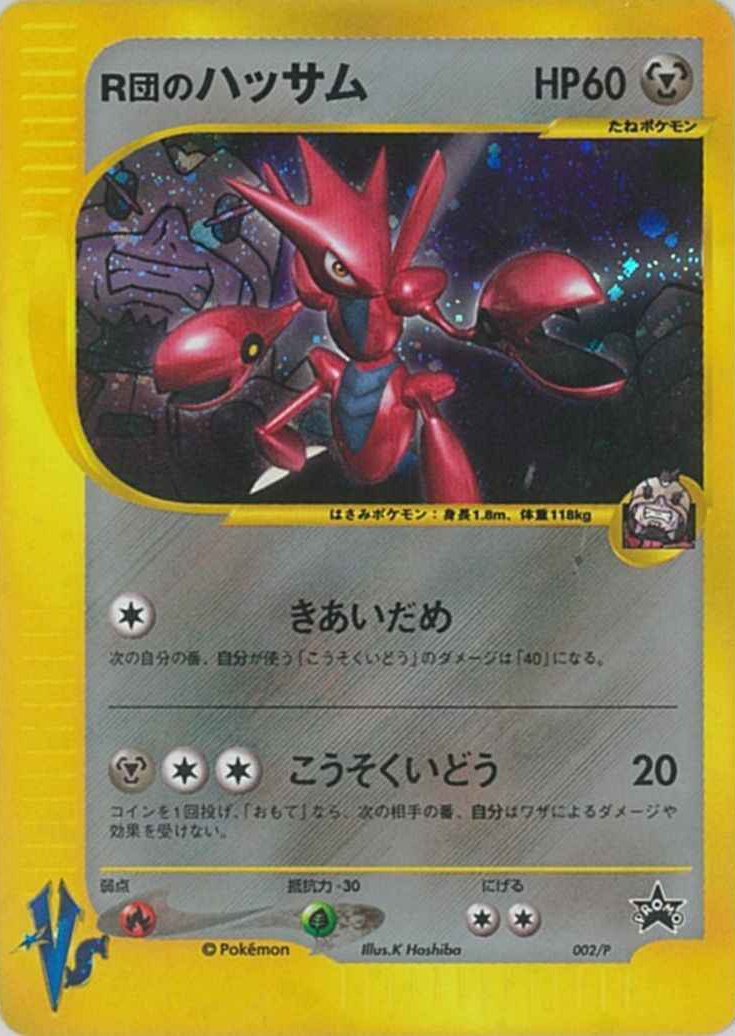 R団のハッサム HP60
たねポケモン
はさみポケモン：身長1.8m、体重118kg
きあいだめ
次の自分の番、自分が使う「こうそくいどう」のダメージは「40」になる。
こうそくいどう 20
コインを1回投げ、「おもて」なら、次の相手の番、自分はワザによるダメージや
効果を受けない。
弱点 抵抗力 -30 にげる
PROMO
VS
© Pokémon Illus.K Hoshiba 002/P